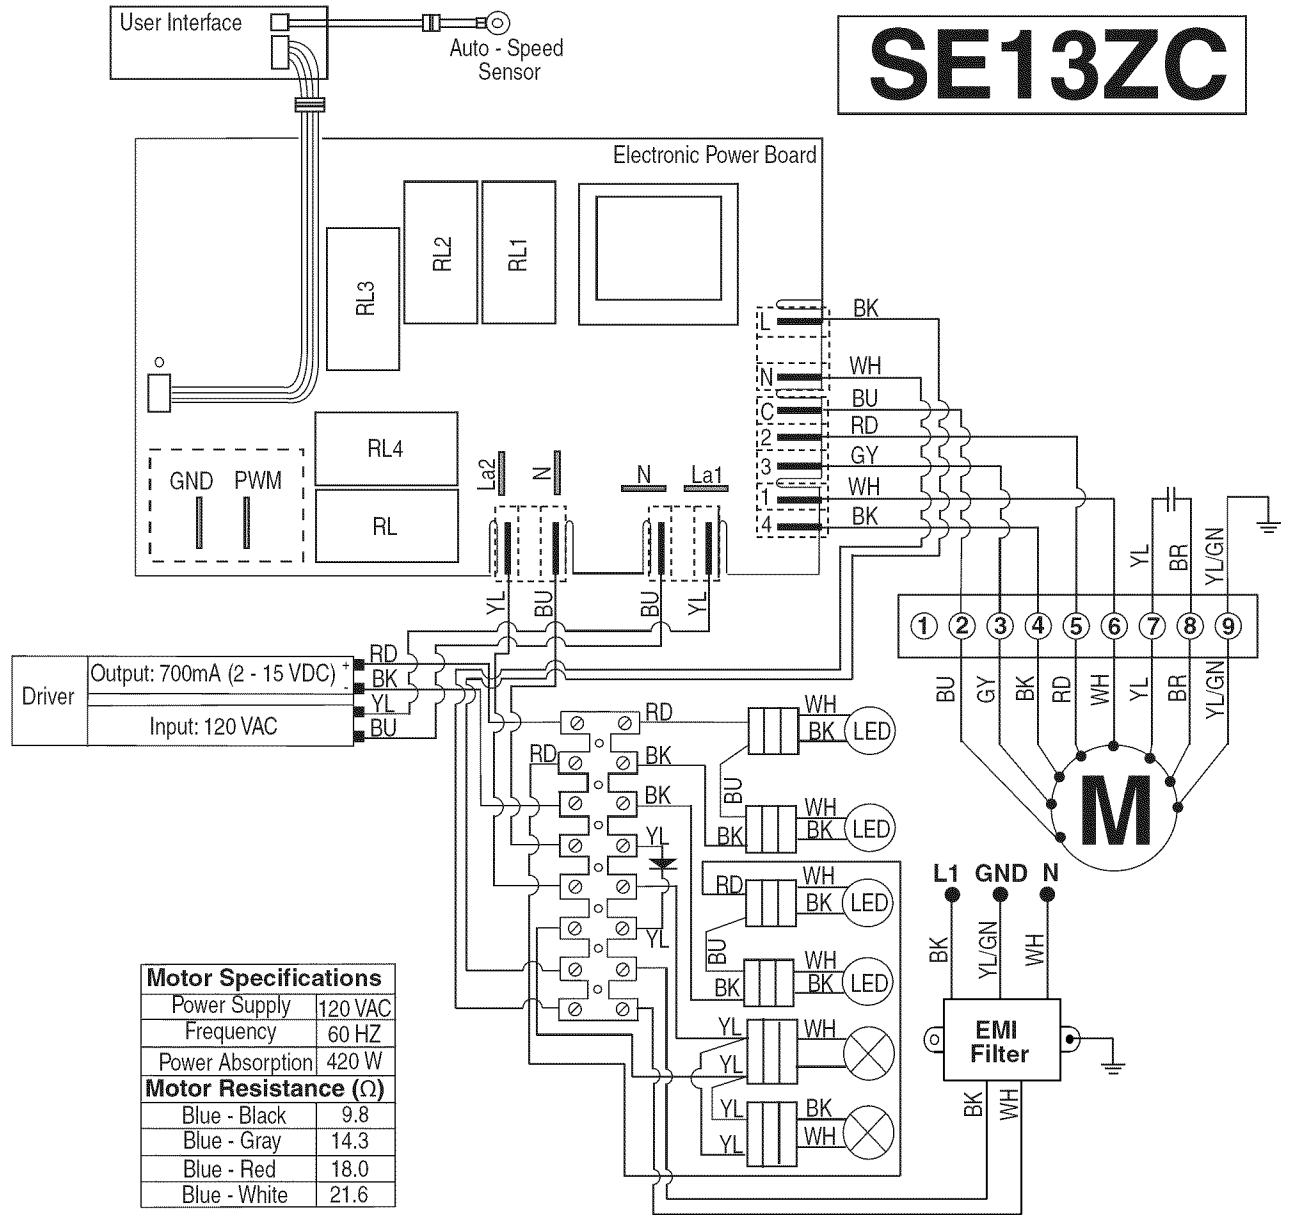 User Interface
Auto - Speed
Sensor
SE13ZC
Electronic Power Board
RL3
RL2
RL1
RL4
RL
GND PWM
La2
N
N
La1
L
N
C
2
3
1
4
BK
WH
BU
RD
GY
WH
BK
YL
BR
YL/GN
YL
BU
BU
YL
1 2 3 4 5 6 7 8 9
BU
GY
BK
RD
WH
YL
BR
YL/GN
M
Driver
Output: 700mA (2 - 15 VDC)
+
-
Input: 120 VAC
RD
BK
YL
BU
RD
RD
BK
BK
YL
YL
WH
BK
LED
BU
BK
WH
BK
LED
RD
WH
BK
LED
BU
BK
WH
BK
LED
YL
YL
WH
YL
YL
BK
WH
L1 GND N
BK
YL/GN
WH
EMI
Filter
BK
WH
Motor Specifications
Power Supply 120 VAC
Frequency 60 HZ
Power Absorption 420 W
Motor Resistance (Ω)
Blue - Black 9.8
Blue - Gray 14.3
Blue - Red 18.0
Blue - White 21.6